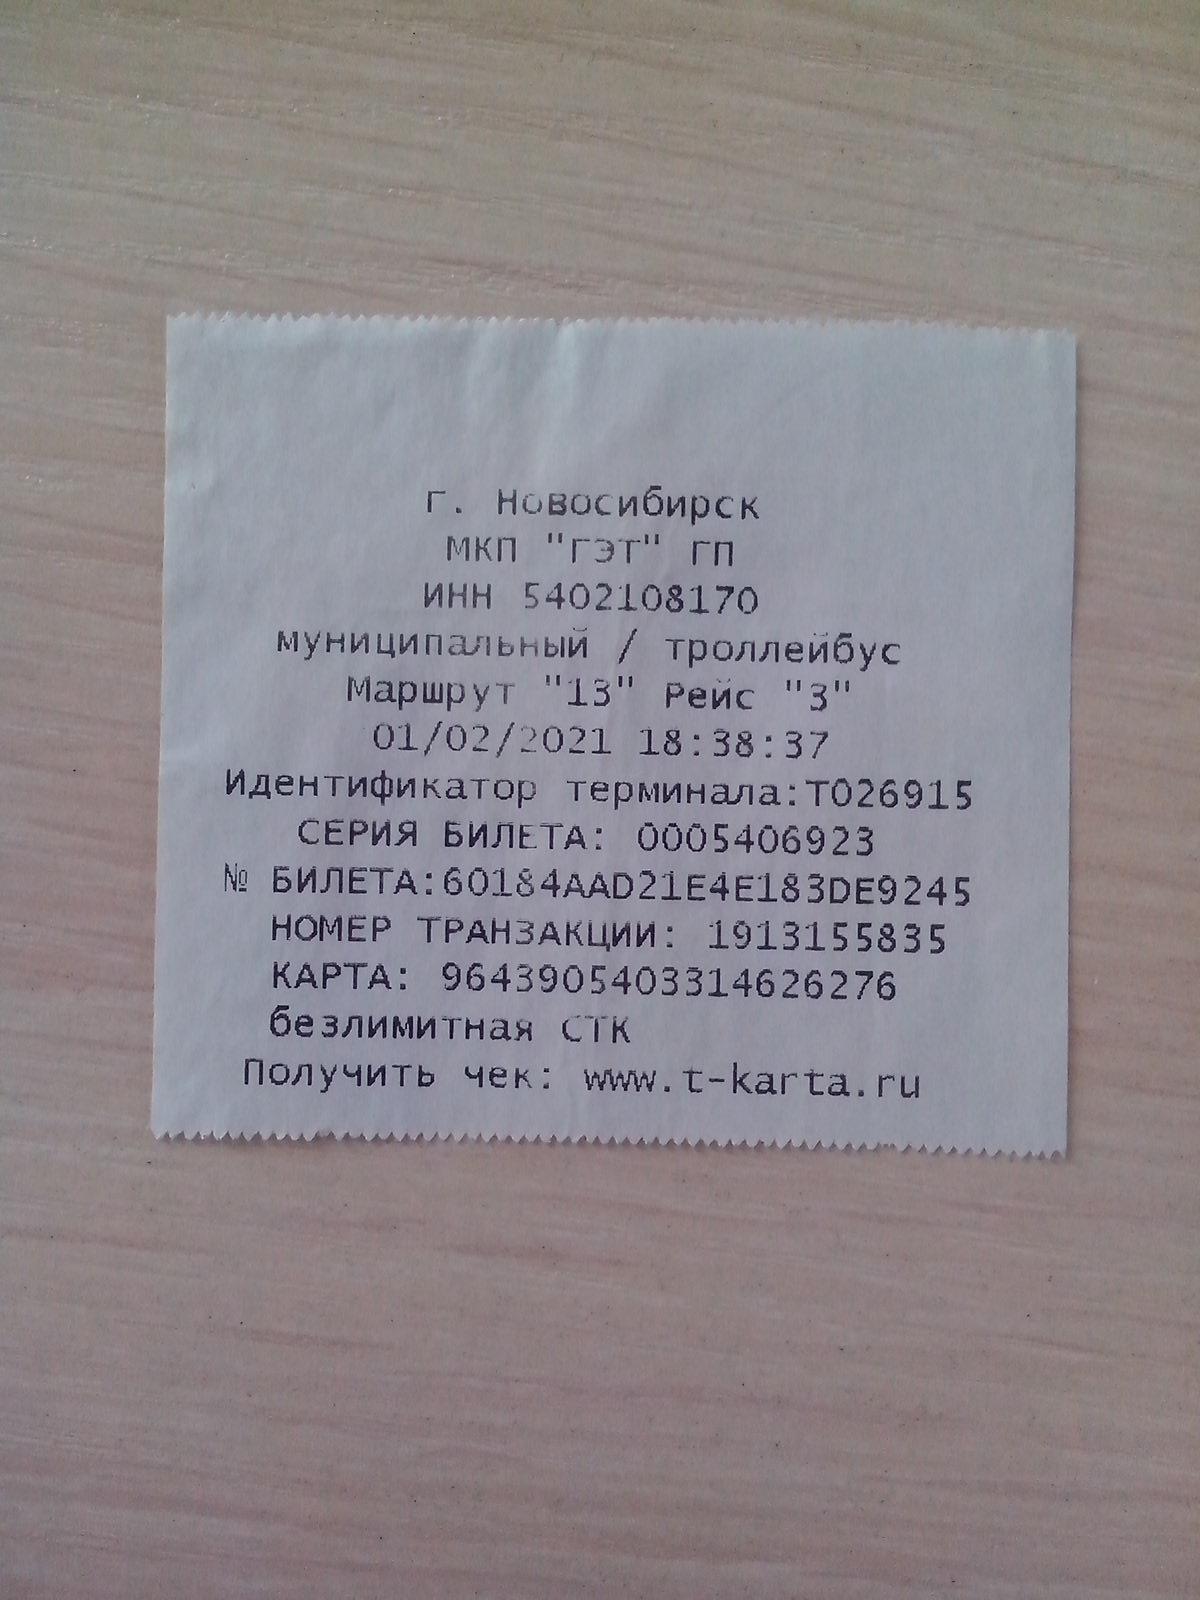 г. Новосибирск
МКП "ГЭТ" ГП
ИНН 5402108170
муниципальный / троллейбус
Маршрут "13" Рейс "3"
01/02/2021 18:38:37
Идентификатор терминала:T026915
СЕРИЯ БИЛЕТА: 0005406923
№ БИЛЕТА:60184AAD21E4E183DE9245
НОМЕР ТРАНЗАКЦИИ: 1913155835
КАРТА: 9643905403314626276
безлимитная СТК
Получить чек: www.t-karta.ru